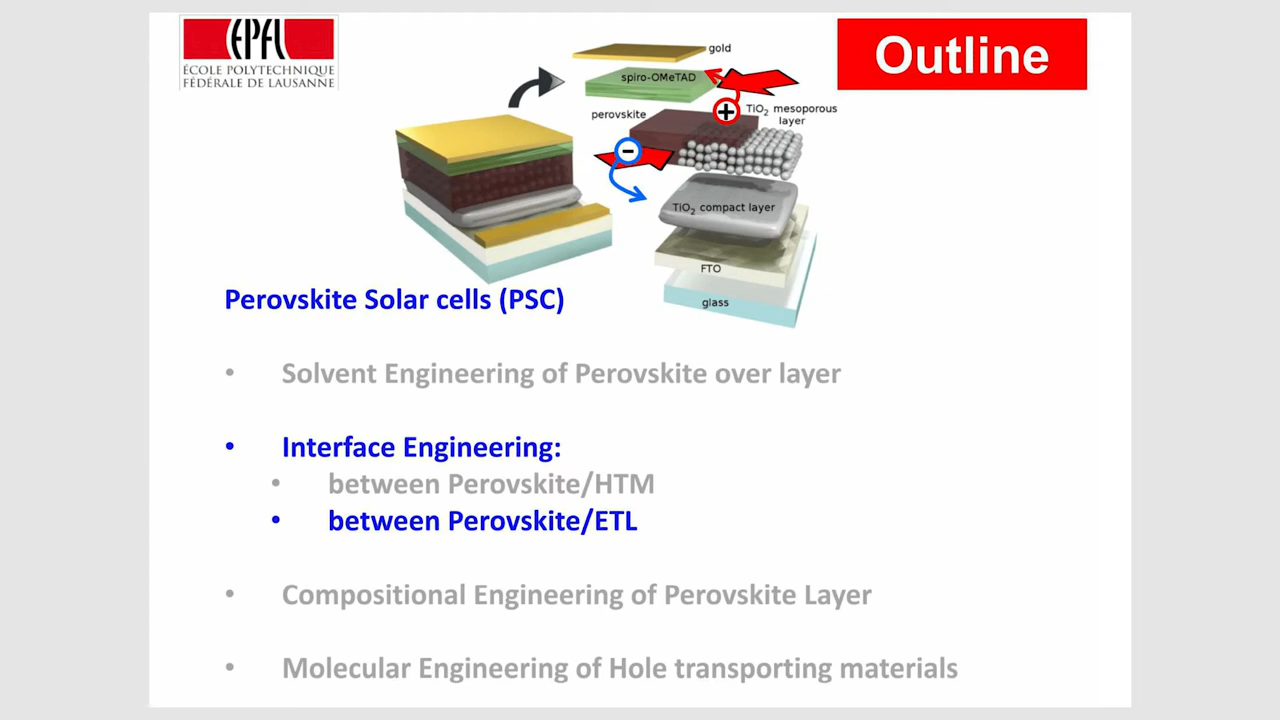 EPFL
ÉCOLE POLYTECHNIQUE
FÉDÉRALE DE LAUSANNE
Outline
gold
spiro-OMeTAD
perovskite
+
TiO₂ mesoporous
layer
−
TiO₂ compact layer
FTO
glass
Perovskite Solar cells (PSC)
• Solvent Engineering of Perovskite over layer
• Interface Engineering:
• between Perovskite/HTM
• between Perovskite/ETL
• Compositional Engineering of Perovskite Layer
• Molecular Engineering of Hole transporting materials